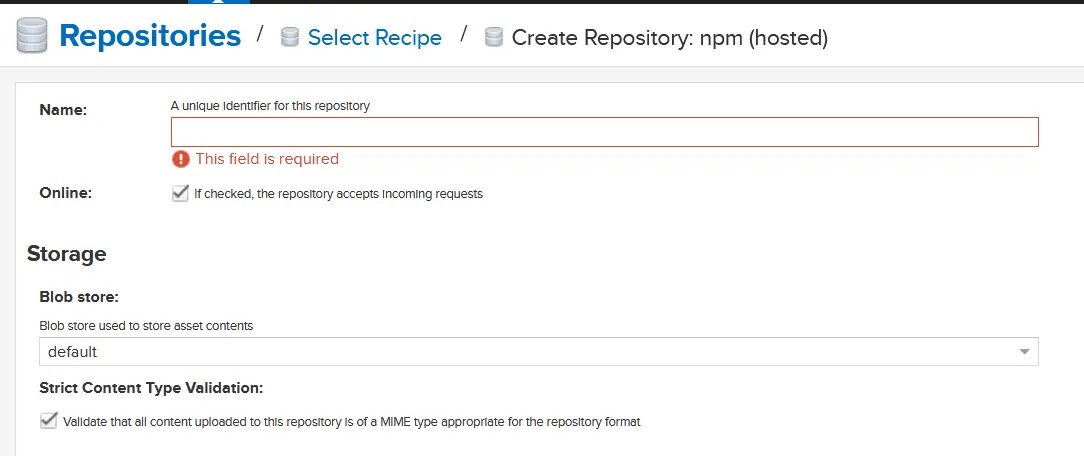 Repositories / Select Recipe / Create Repository: npm (hosted)
Name:
A unique identifier for this repository
This field is required
Online:
If checked, the repository accepts incoming requests
Storage
Blob store:
Blob store used to store asset contents
default
Strict Content Type Validation:
Validate that all content uploaded to this repository is of a MIME type appropriate for the repository format